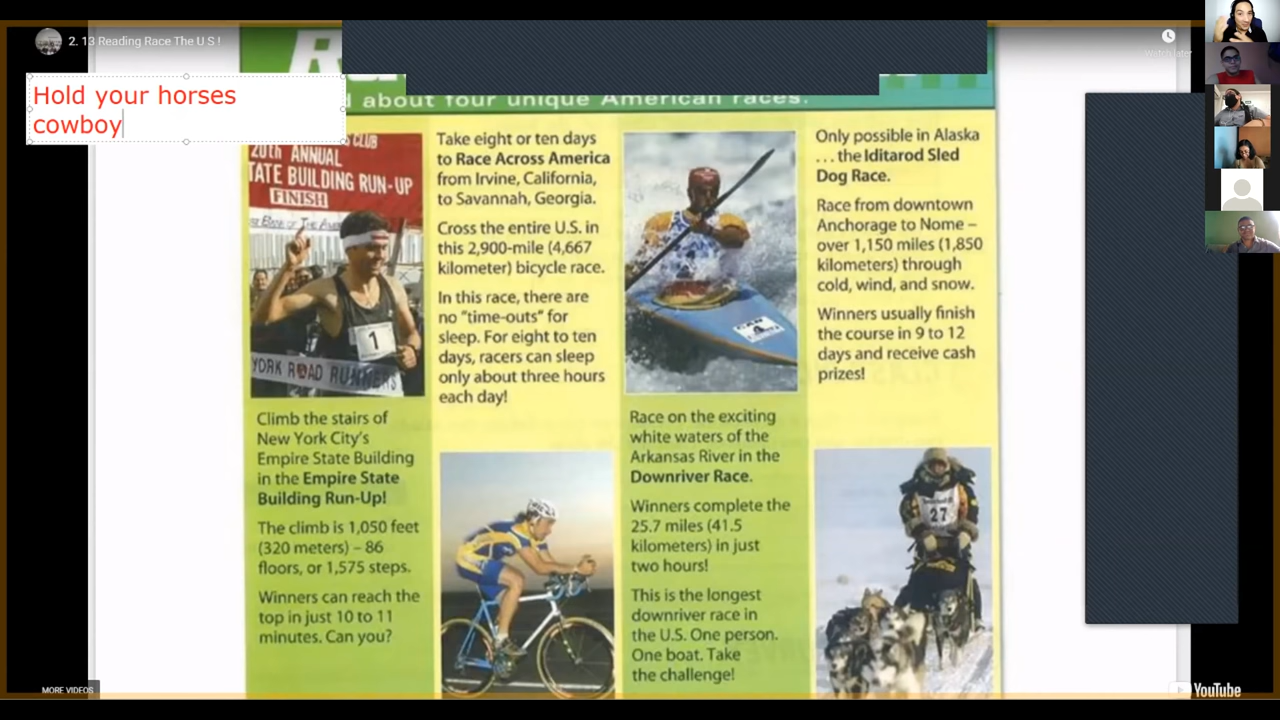 2. 13 Reading Race The U S !
Watch later
Hold your horses
cowboy
d about four unique American races.
20th ANNUAL
TATE BUILDING RUN-UP
FINISH
1
YORK ROAD RUNNERS
Climb the stairs of
New York City's
Empire State Building
in the Empire State
Building Run-Up!
The climb is 1,050 feet
(320 meters) – 86
floors, or 1,575 steps.
Winners can reach the
top in just 10 to 11
minutes. Can you?
Take eight or ten days
to Race Across America
from Irvine, California,
to Savannah, Georgia.
Cross the entire U.S. in
this 2,900-mile (4,667
kilometer) bicycle race.
In this race, there are
no "time-outs" for
sleep. For eight to ten
days, racers can sleep
only about three hours
each day!
CAN
Race on the exciting
white waters of the
Arkansas River in the
Downriver Race.
Winners complete the
25.7 miles (41.5
kilometers) in just
two hours!
This is the longest
downriver race in
the U.S. One person.
One boat. Take
the challenge!
Only possible in Alaska
. . . the Iditarod Sled
Dog Race.
Race from downtown
Anchorage to Nome –
over 1,150 miles (1,850
kilometers) through
cold, wind, and snow.
Winners usually finish
the course in 9 to 12
days and receive cash
prizes!
27
MORE VIDEOS
YouTube